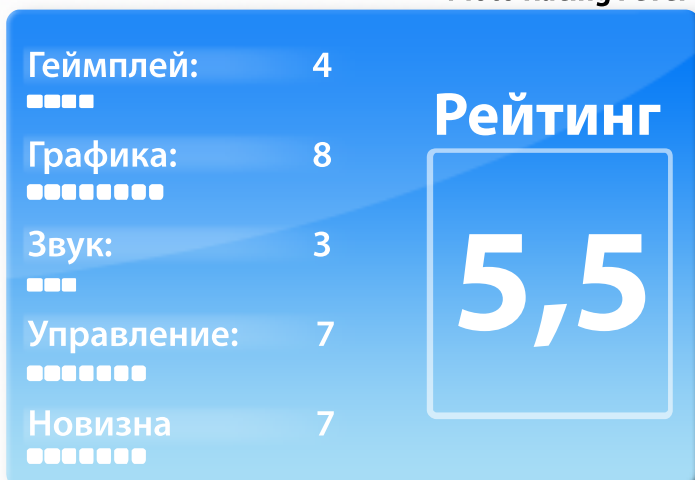 Геймплей: 4
Графика: 8
Звук: 3
Управление: 7
Новизна 7
Рейтинг
5,5